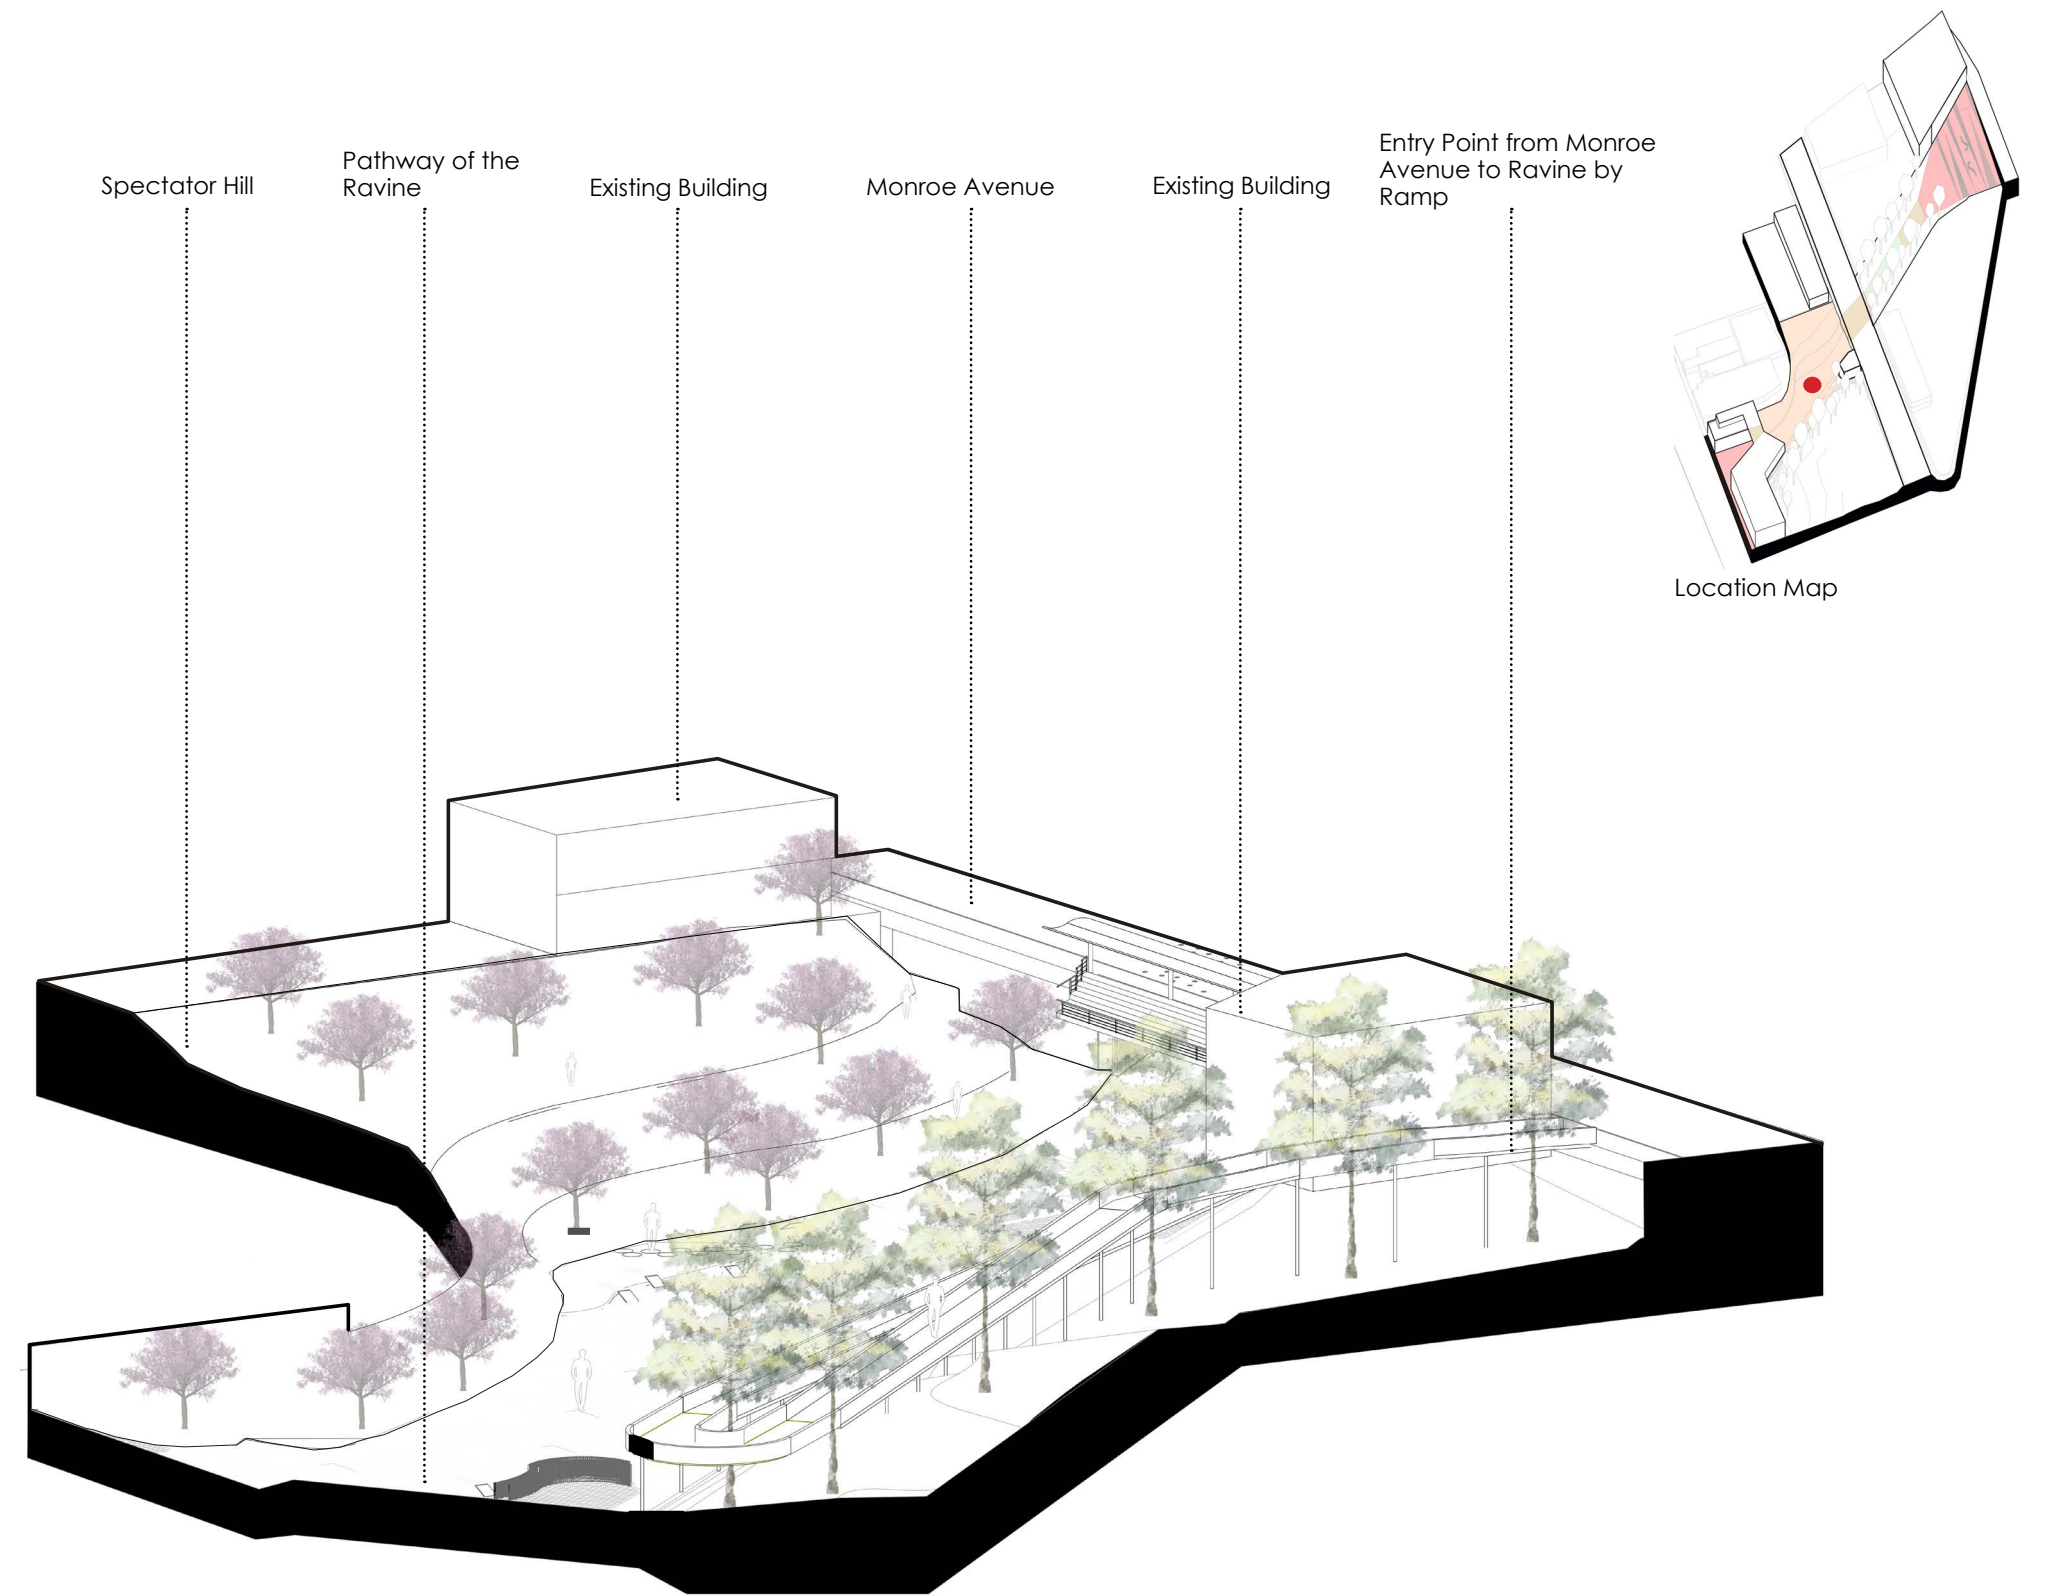 Spectator Hill
Pathway of the
Ravine
Existing Building
Monroe Avenue
Existing Building
Entry Point from Monroe
Avenue to Ravine by
Ramp
Location Map